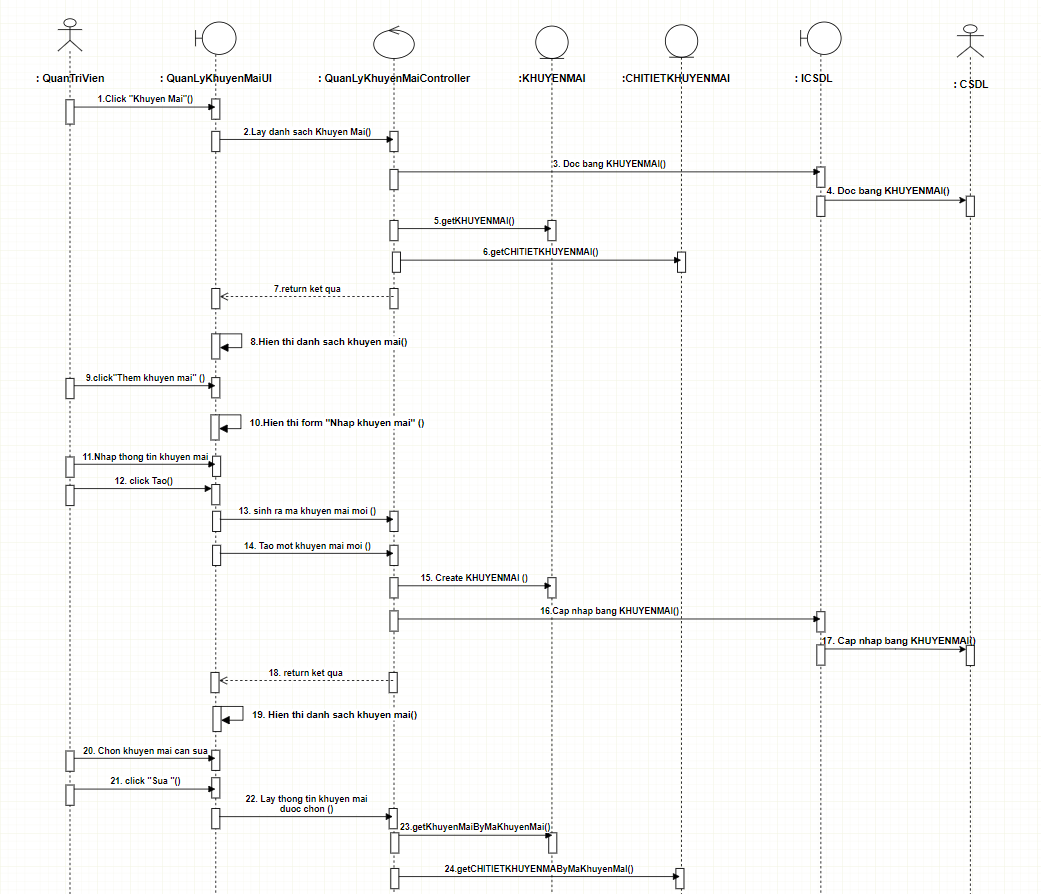 : QuanTriVien
: QuanLyKhuyenMaiUI
: QuanLyKhuyenMaiController
:KHUYENMAI
:CHITIETKHUYENMAI
: ICSDL
: CSDL
1.Click "Khuyen Mai"()
2.Lay danh sach Khuyen Mai()
3. Doc bang KHUYENMAI()
4. Doc bang KHUYENMAI()
5.getKHUYENMAI()
6.getCHITIETKHUYENMAI()
7.return ket qua
8.Hien thi danh sach khuyen mai()
9.click"Them khuyen mai" ()
10.Hien thi form "Nhap khuyen mai" ()
11.Nhap thong tin khuyen mai
12. click Tao()
13. sinh ra ma khuyen mai moi ()
14. Tao mot khuyen mai moi ()
15. Create KHUYENMAI ()
16.Cap nhap bang KHUYENMAI()
17. Cap nhap bang KHUYENMAI()
18. return ket qua
19. Hien thi danh sach khuyen mai()
20. Chon khuyen mai can sua
21. click "Sua "()
22. Lay thong tin khuyen mai
duoc chon ()
23.getKhuyenMaiByMaKhuyenMai()
24.getCHITIETKHUYENMAByMaKhuyenMaI()